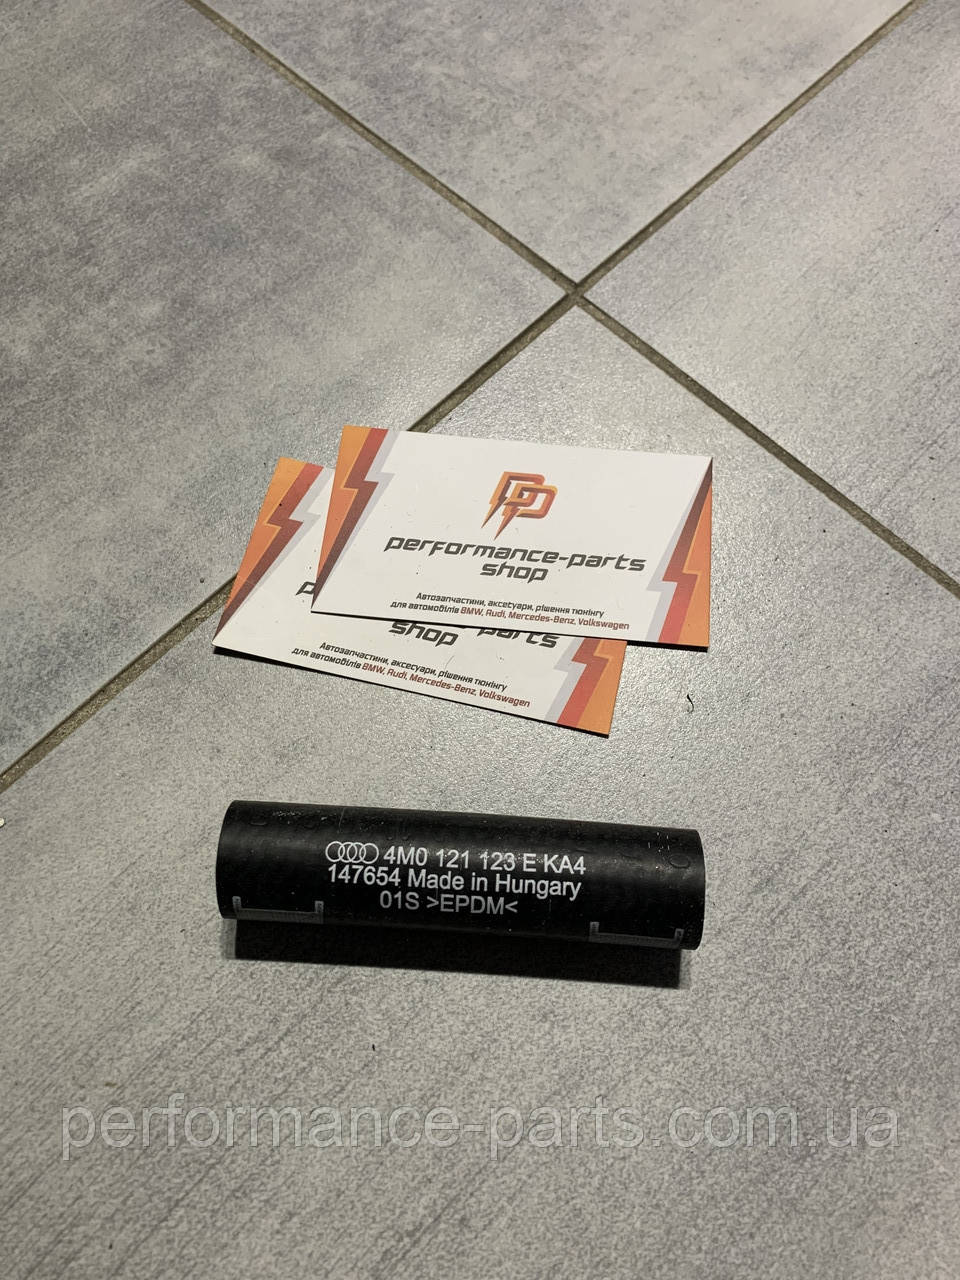 performance-parts
shop
Автозапчастини, аксесуари, рішення тюнінгу
для автомобілів BMW, Audi, Mercedes-Benz, Volkswagen
shop parts
Автозапчастини, аксесуари, рішення тюнінгу
для автомобілів BMW, Audi, Mercedes-Benz, Volkswagen
4M0 121 123 E KA4
147654 Made in Hungary
01S >EPDM<
performance-parts.com.ua